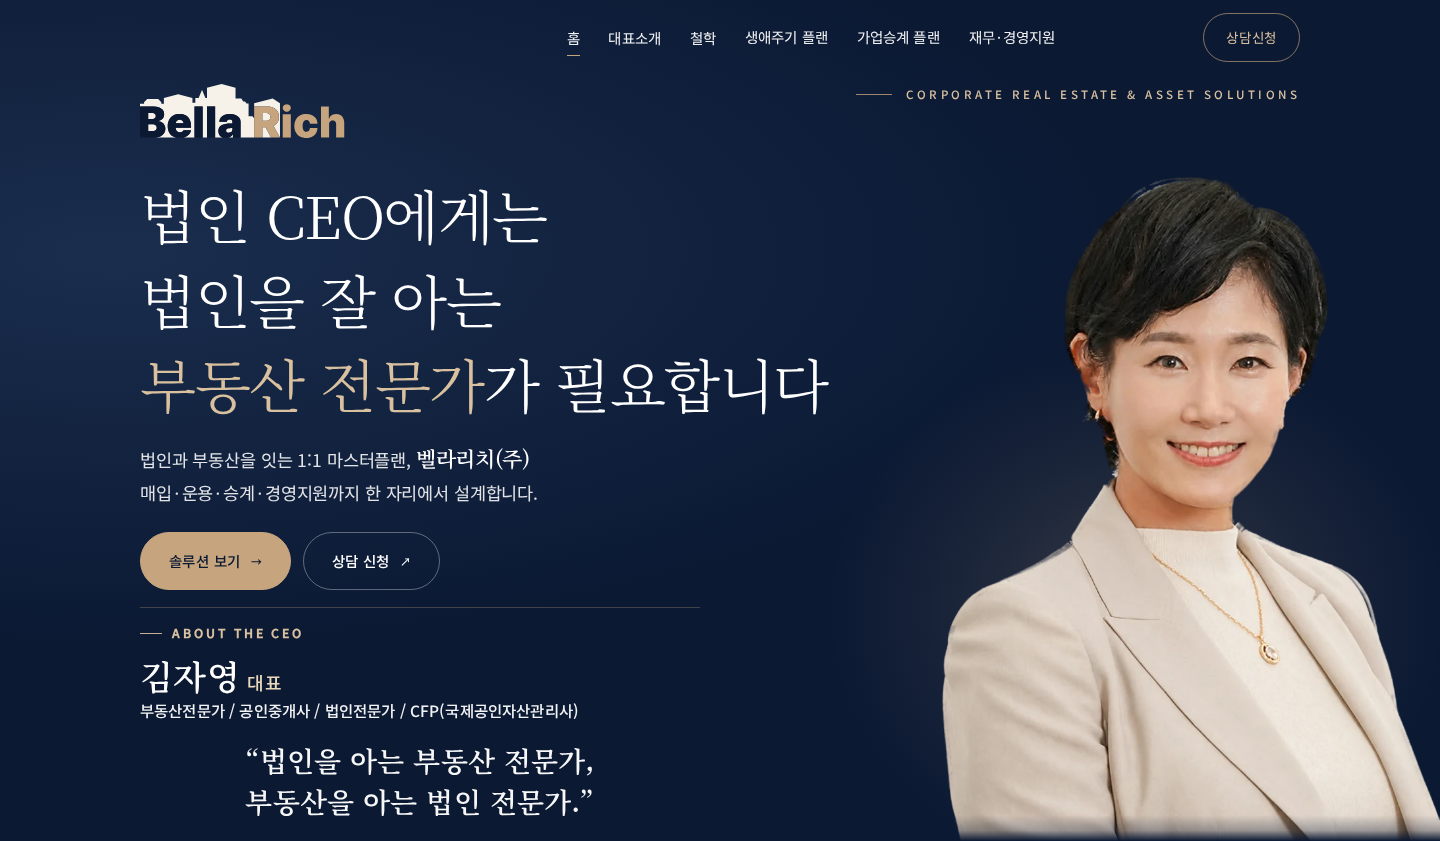 홈 대표소개 철학 생애주기 플랜 가업승계 플랜 재무·경영지원 상담신청
CORPORATE REAL ESTATE & ASSET SOLUTIONS
Bella Rich
법인 CEO에게는
법인을 잘 아는
부동산 전문가가 필요합니다
법인과 부동산을 잇는 1:1 마스터플랜, 벨라리치(주)
매입·운용·승계·경영지원까지 한 자리에서 설계합니다.
솔루션 보기 → 상담 신청 ↗
ABOUT THE CEO
김자영 대표
부동산전문가 / 공인중개사 / 법인전문가 / CFP(국제공인자산관리사)
“법인을 아는 부동산 전문가,
부동산을 아는 법인 전문가.”